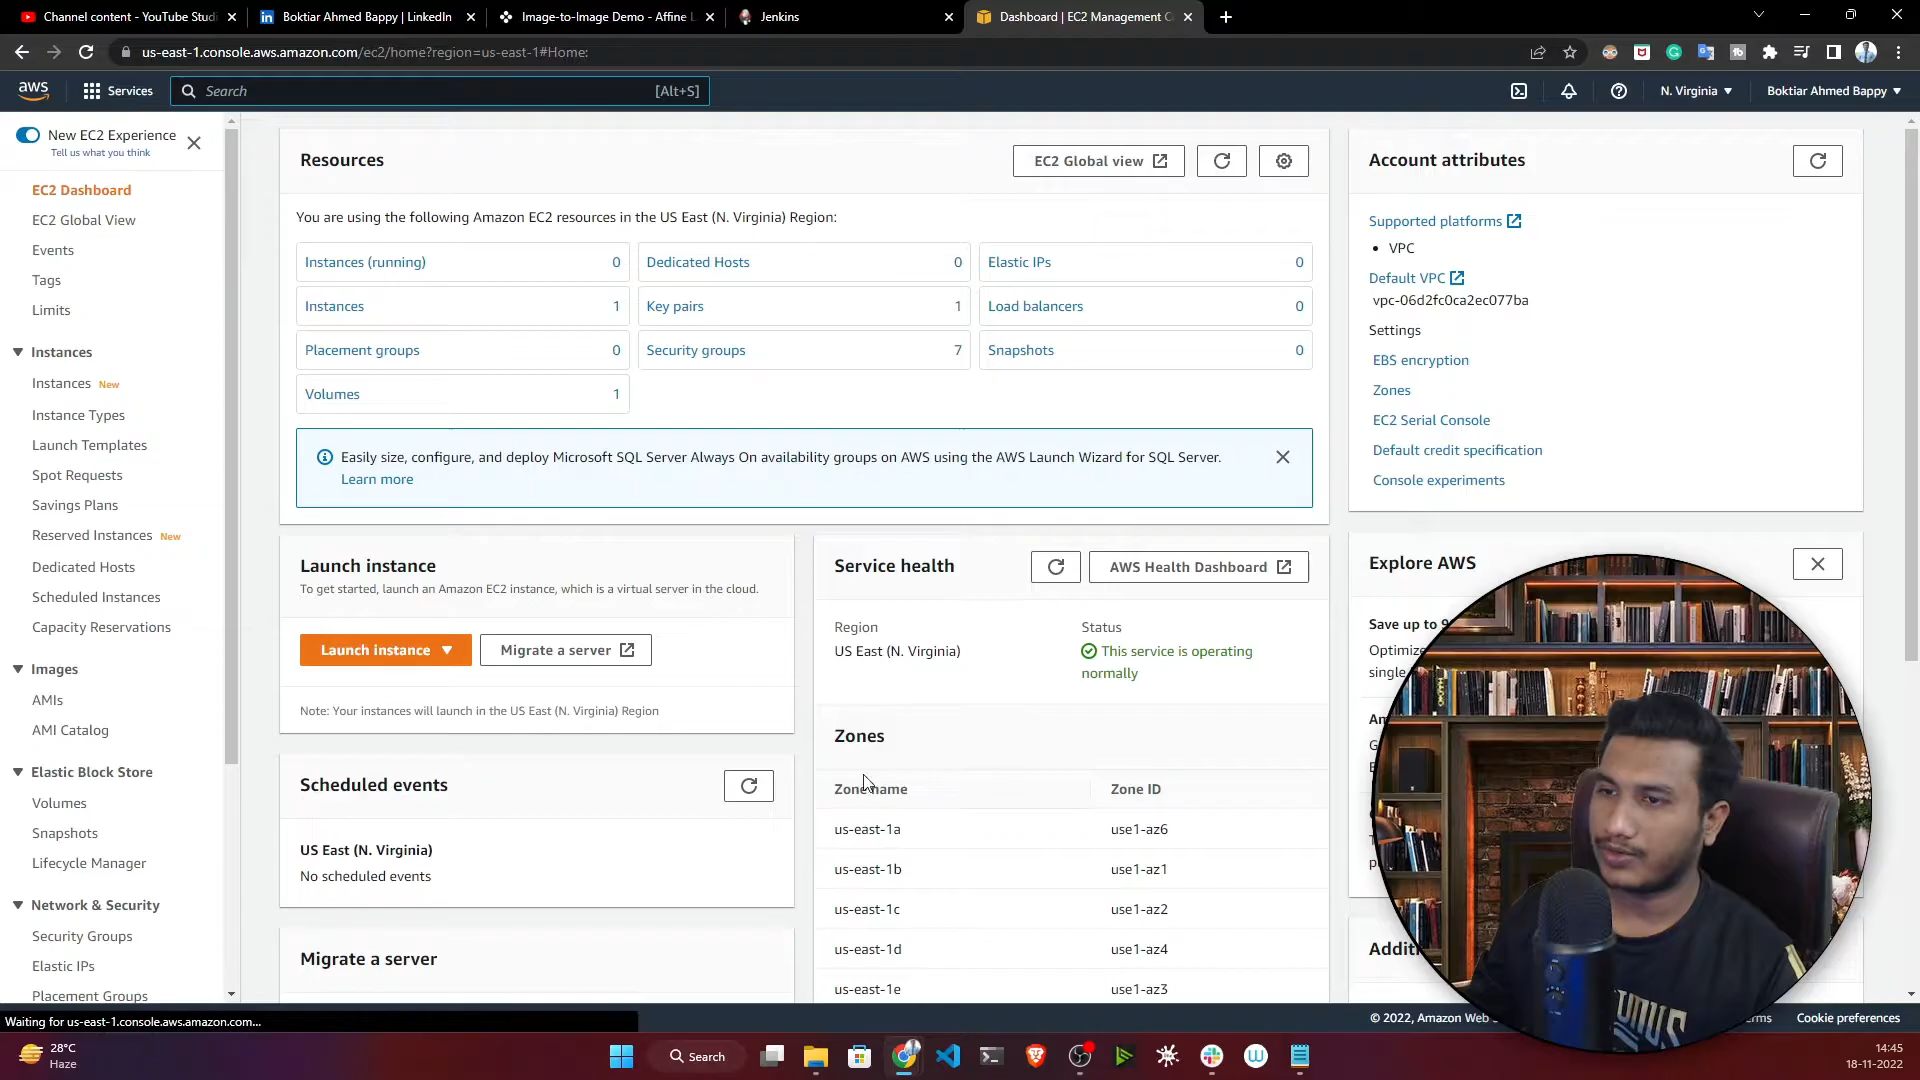 Channel content - YouTube Studi
Boktiar Ahmed Bappy | LinkedIn
Image-to-Image Demo - Affine L
Jenkins
Dashboard | EC2 Management C
us-east-1.console.aws.amazon.com/ec2/home?region=us-east-1#Home:
aws
Services
Search
[Alt+S]
N. Virginia
Boktiar Ahmed Bappy
New EC2 Experience
Tell us what you think
EC2 Dashboard
EC2 Global View
Events
Tags
Limits
Instances
Instances New
Instance Types
Launch Templates
Spot Requests
Savings Plans
Reserved Instances New
Dedicated Hosts
Scheduled Instances
Capacity Reservations
Images
AMIs
AMI Catalog
Elastic Block Store
Volumes
Snapshots
Lifecycle Manager
Network & Security
Security Groups
Elastic IPs
Placement Groups
Resources
EC2 Global view
You are using the following Amazon EC2 resources in the US East (N. Virginia) Region:
Instances (running) 0
Dedicated Hosts 0
Elastic IPs 0
Instances 1
Key pairs 1
Load balancers 0
Placement groups 0
Security groups 7
Snapshots 0
Volumes 1
Easily size, configure, and deploy Microsoft SQL Server Always On availability groups on AWS using the AWS Launch Wizard for SQL Server.
Learn more
Launch instance
To get started, launch an Amazon EC2 instance, which is a virtual server in the cloud.
Launch instance
Migrate a server
Note: Your instances will launch in the US East (N. Virginia) Region
Scheduled events
US East (N. Virginia)
No scheduled events
Migrate a server
Service health
AWS Health Dashboard
Region
Status
US East (N. Virginia)
This service is operating
normally
Zones
Zone name
Zone ID
us-east-1a
use1-az6
us-east-1b
use1-az1
us-east-1c
use1-az2
us-east-1d
use1-az4
us-east-1e
use1-az3
Account attributes
Supported platforms
VPC
Default VPC
vpc-06d2fc0ca2ec077ba
Settings
EBS encryption
Zones
EC2 Serial Console
Default credit specification
Console experiments
Explore AWS
Save up to 9
Optimize
single
Addit
Waiting for us-east-1.console.aws.amazon.com...
© 2022, Amazon Web
Cookie preferences
28°C
Haze
Search
14:45
18-11-2022